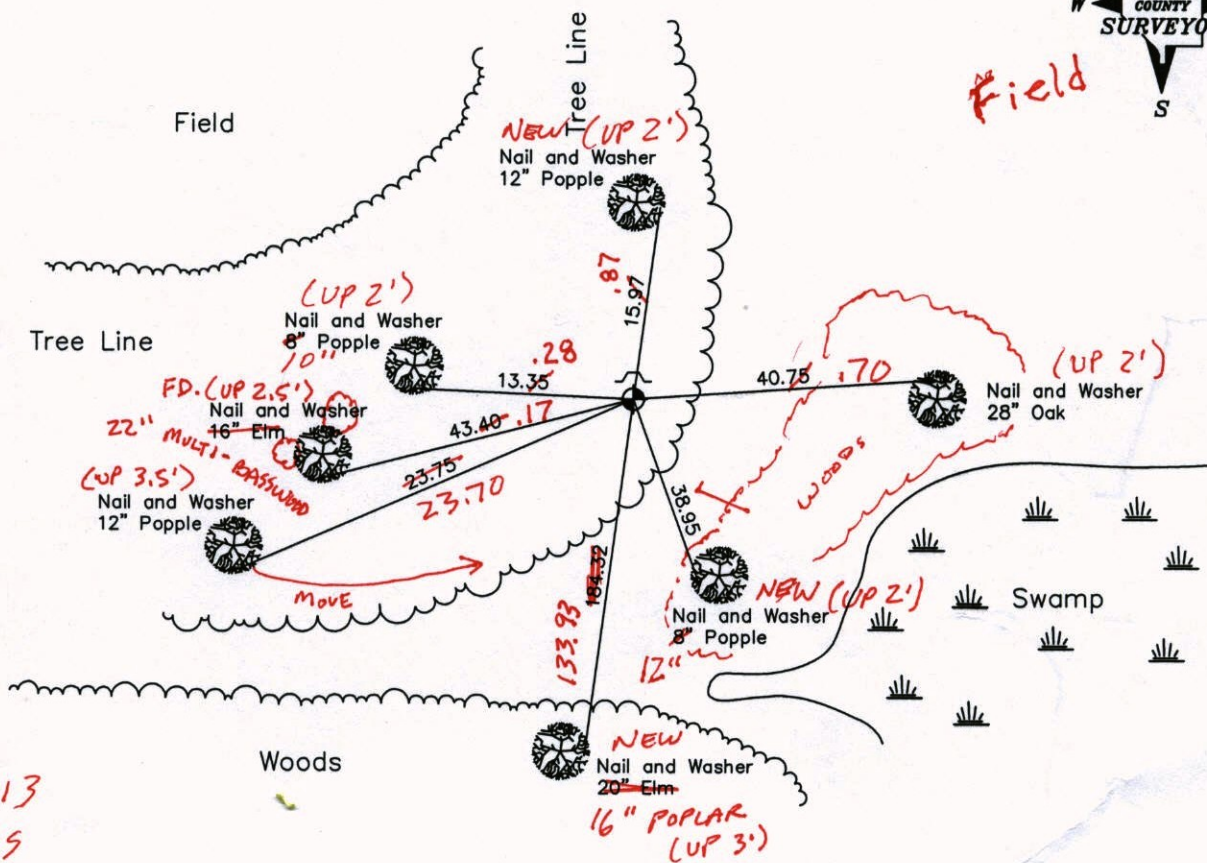 W
COUNTY
SURVEYO
S
Field
Field
Tree Line
NEW (UP 2')
Nail and Washer
12" Popple
.87
15.97
(UP 2')
Nail and Washer
8" Popple
10"
Tree Line
.28
13.35
40.75 .70
(UP 2')
Nail and Washer
28" Oak
FD. (UP 2.5')
Nail and Washer
16" Elm
22"
MULTI-BASSWOOD
43.40 .17
23.75
23.70
(UP 3.5')
Nail and Washer
12" Popple
MOVE
WOODS
38.95
184.32
133.93
NEW (UP 2')
Nail and Washer
8" Popple
12"
Swamp
Woods
NEW
Nail and Washer
20" Elm
16" POPLAR
(UP 3')
13
5